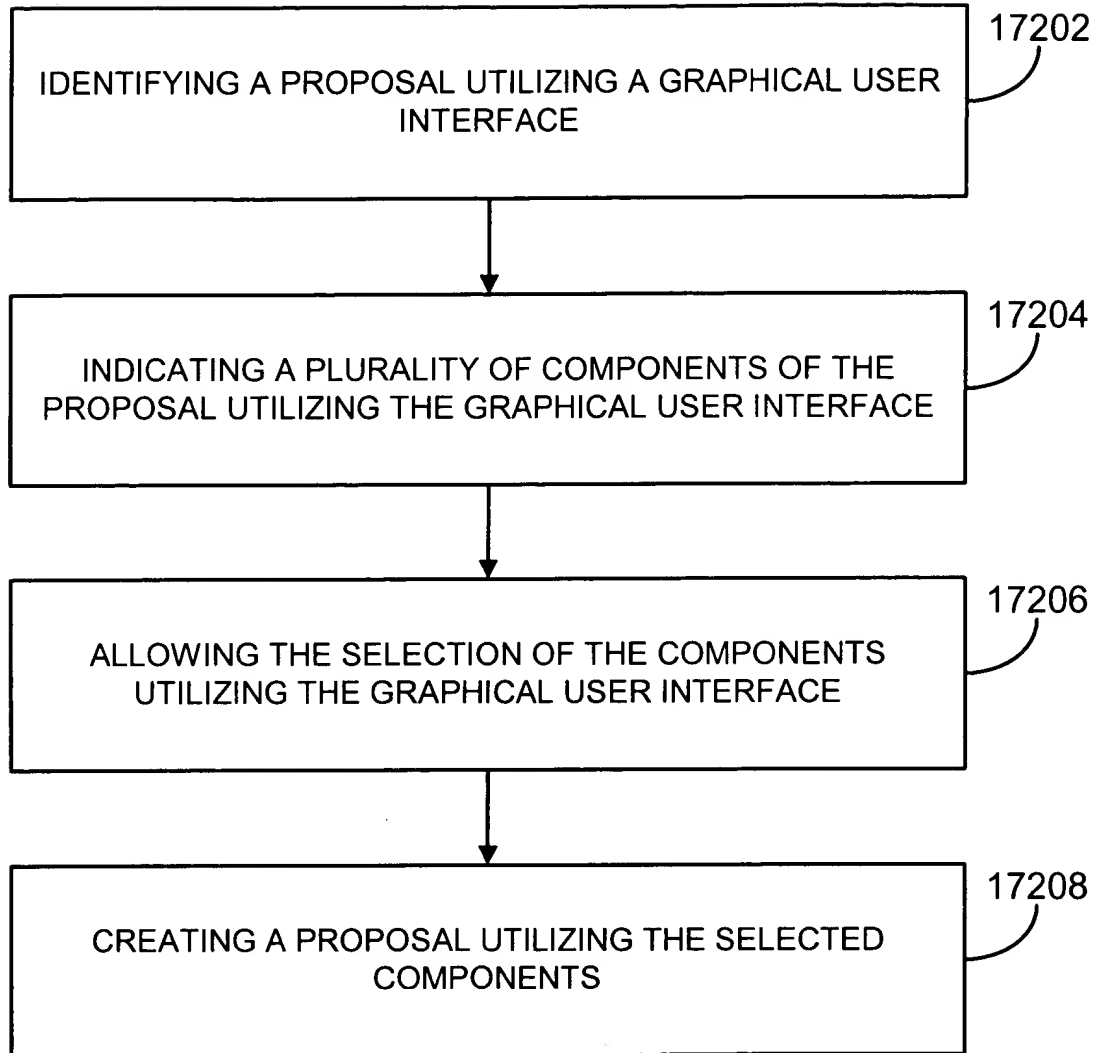 17202
IDENTIFYING A PROPOSAL UTILIZING A GRAPHICAL USER
INTERFACE
17204
INDICATING A PLURALITY OF COMPONENTS OF THE
PROPOSAL UTILIZING THE GRAPHICAL USER INTERFACE
17206
ALLOWING THE SELECTION OF THE COMPONENTS
UTILIZING THE GRAPHICAL USER INTERFACE
17208
CREATING A PROPOSAL UTILIZING THE SELECTED
COMPONENTS